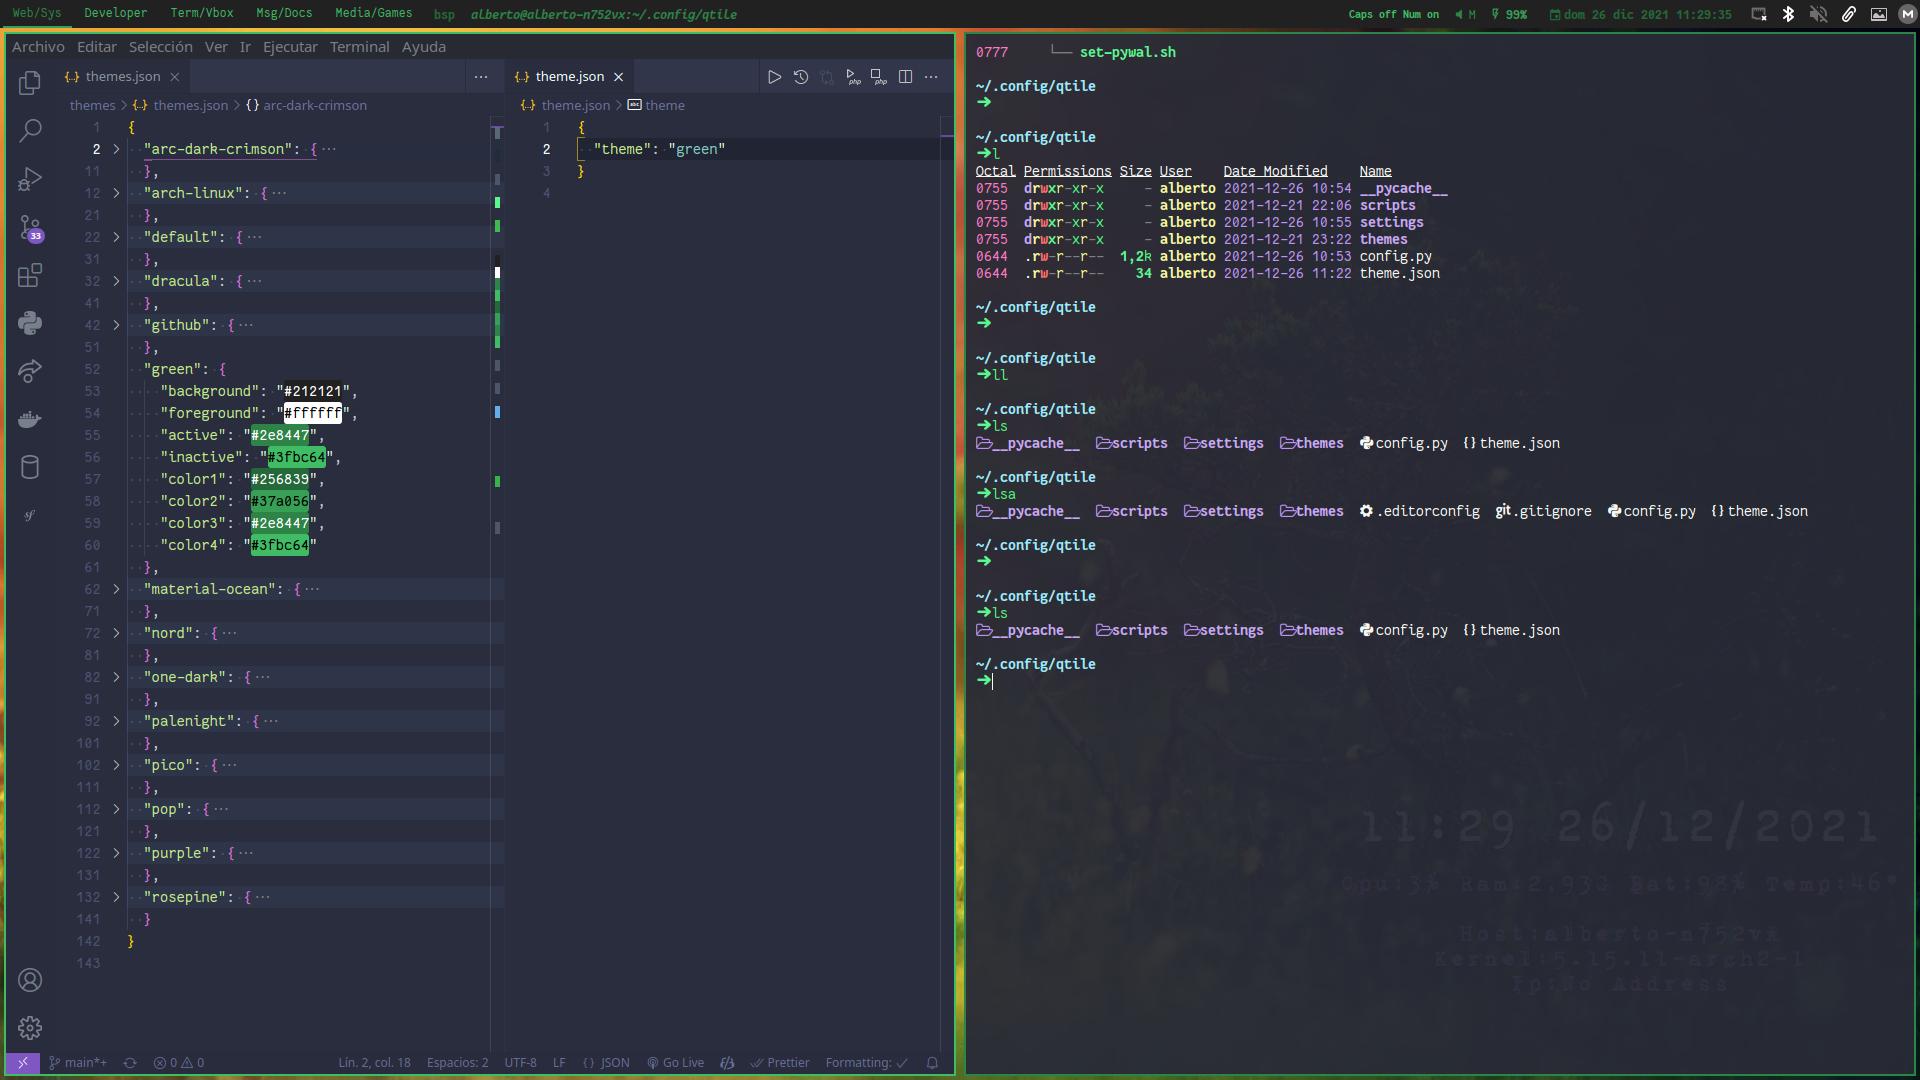 Web/Sys Developer Term/Vbox Msg/Docs Media/Games bsp alberto@alberto-n752vx:~/.config/qtile Caps off Num on M 99% dom 26 dic 2021 11:29:35 M
Archivo Editar Selección Ver Ir Ejecutar Terminal Ayuda
{..} themes.json × ···
themes > {..} themes.json > {} arc-dark-crimson
1 {
2 "arc-dark-crimson": { ···
11 },
12 "arch-linux": { ···
21 },
22 "default": { ···
31 },
32 "dracula": { ···
41 },
42 "github": { ···
51 },
52 "green": {
53 "background": "#212121",
54 "foreground": "#ffffff",
55 "active": "#2e8447",
56 "inactive": "#3fbc64",
57 "color1": "#256839",
58 "color2": "#37a056",
59 "color3": "#2e8447",
60 "color4": "#3fbc64"
61 },
62 "material-ocean": { ···
71 },
72 "nord": { ···
81 },
82 "one-dark": { ···
91 },
92 "palenight": { ···
101 },
102 "pico": { ···
111 },
112 "pop": { ···
121 },
122 "purple": { ···
131 },
132 "rosepine": { ···
141 }
142 }
143
33
{..} theme.json × php php ···
{..} theme.json > abc theme
1 {
2 "theme": "green"
3 }
4
main*+ 0 0 Lín. 2, col. 18 Espacios: 2 UTF-8 LF {} JSON Go Live Prettier Formatting: ✓
0777 └── set-pywal.sh
~/.config/qtile
➜
~/.config/qtile
➜l
Octal Permissions Size User Date Modified Name
0755 drwxr-xr-x - alberto 2021-12-26 10:54 __pycache__
0755 drwxr-xr-x - alberto 2021-12-21 22:06 scripts
0755 drwxr-xr-x - alberto 2021-12-26 10:55 settings
0755 drwxr-xr-x - alberto 2021-12-21 23:22 themes
0644 .rw-r--r-- 1,2k alberto 2021-12-26 10:53 config.py
0644 .rw-r--r-- 34 alberto 2021-12-26 11:22 theme.json
~/.config/qtile
➜
~/.config/qtile
➜ll
~/.config/qtile
➜ls
__pycache__ scripts settings themes config.py {} theme.json
~/.config/qtile
➜lsa
__pycache__ scripts settings themes .editorconfig git .gitignore config.py {} theme.json
~/.config/qtile
➜
~/.config/qtile
➜ls
__pycache__ scripts settings themes config.py {} theme.json
~/.config/qtile
➜
11:29 26/12/2021
Cpu:3% Ram:2,93G Bat:98% Temp:46°
Host:alberto-n752vx
Kernel:5.15.11-arch2-1
Ip:No Address